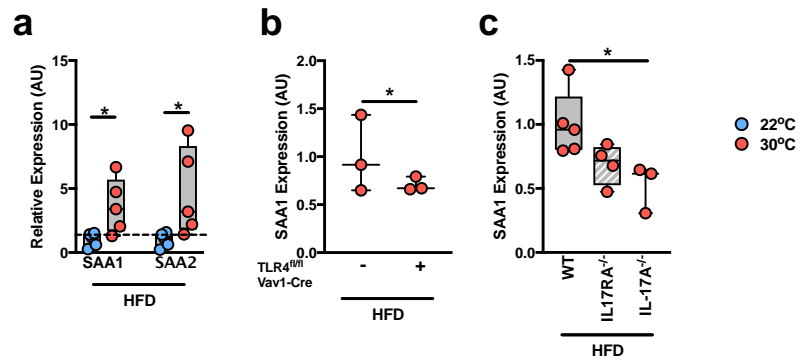 a
Relative Expression (AU)
15
10
5
0
*
*
SAA1
SAA2
HFD
b
SAA1 Expression (AU)
2.0
1.5
1.0
0.5
0.0
*
TLR4fl/fl
Vav1-Cre
-
+
HFD
c
SAA1 Expression (AU)
1.5
1.0
0.5
0.0
*
WT
IL17RA-/-
IL-17A-/-
HFD
22°C
30°C